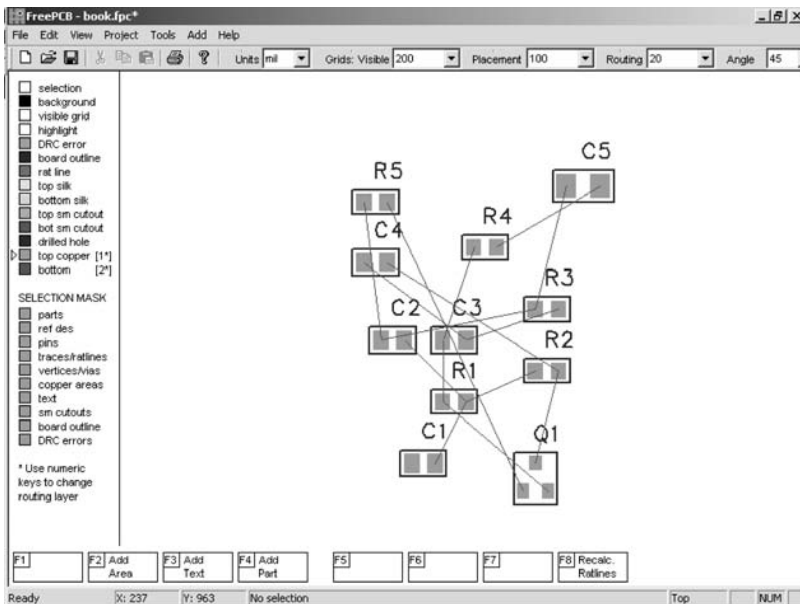 FreePCB - book.fpc*
File Edit View Project Tools Add Help
Units mil Grids: Visible 200 Placement 100 Routing 20 Angle 45
selection
background
visible grid
highlight
DRC error
board outline
rat line
top silk
bottom silk
top sm cutout
bot sm cutout
drilled hole
top copper [1*]
bottom [2*]
SELECTION MASK
parts
ref des
pins
traces/ratlines
vertices/vias
copper areas
text
sm cutouts
board outline
DRC errors
* Use numeric
keys to change
routing layer
C5
R5
R4
C4
R3
C2 C3
R2
R1
C1 Q1
F1 F2 Add Area F3 Add Text F4 Add Part F5 F6 F7 F8 Recalc. Ratlines
Ready X: 237 Y: 963 No selection Top NUM